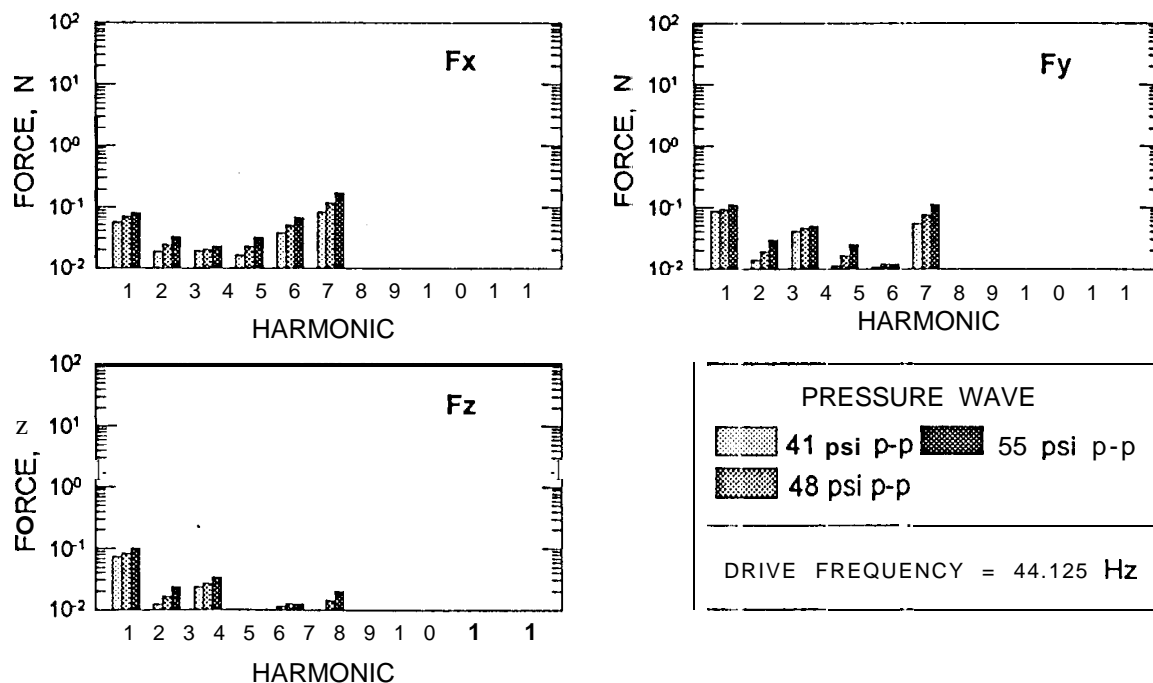 10²
10¹
10⁰
10⁻¹
10⁻²
FORCE, N
Fx
1 2 3 4 5 6 7 8 9 1 0 1 1
HARMONIC
10²
10¹
10⁰
10⁻¹
10⁻²
FORCE, N
Fy
1 2 3 4 5 6 7 8 9 1 0 1 1
HARMONIC
10²
10¹
10⁰
10⁻¹
10⁻²
FORCE, z
Fz
1 2 3 4 5 6 7 8 9 1 0 1 1
HARMONIC
PRESSURE WAVE
41 psi p-p 55 psi p-p
48 psi p-p
DRIVE FREQUENCY = 44.125 Hz